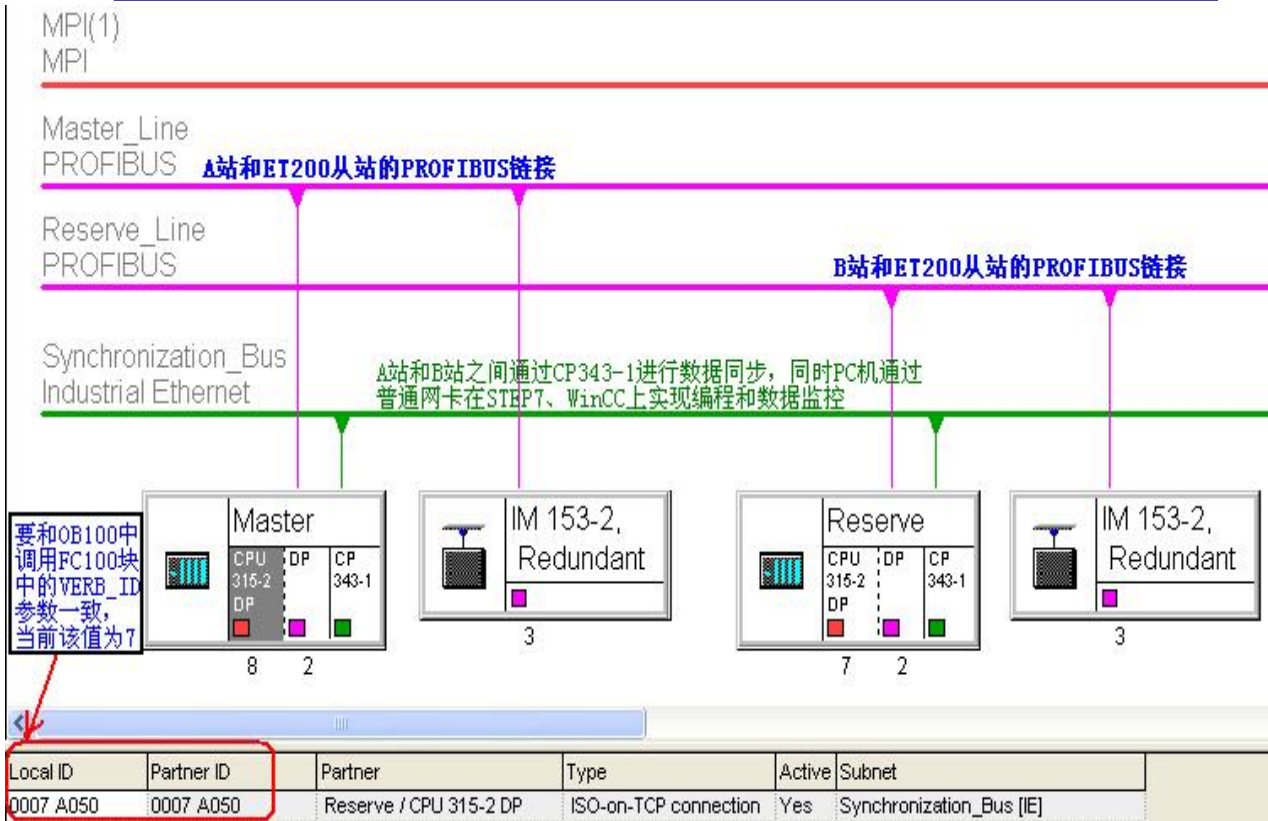 MPI(1)
MPI
Master_Line
PROFIBUS
A站和ET200从站的PROFIBUS链接
Reserve_Line
PROFIBUS
B站和ET200从站的PROFIBUS链接
Synchronization_Bus
Industrial Ethernet
A站和B站之间通过CP343-1进行数据同步，同时PC机通过
普通网卡在STEP7、WinCC上实现编程和数据监控
要和OB100中
调用FC100块
中的VERB_ID
参数一致，
当前该值为7
Master
CPU
315-2
DP
DP
CP
343-1
8
2
IM 153-2,
Redundant
3
Reserve
CPU
315-2
DP
DP
CP
343-1
7
2
IM 153-2,
Redundant
3
Local ID Partner ID Partner Type Active Subnet
0007 A050 0007 A050 Reserve / CPU 315-2 DP ISO-on-TCP connection Yes Synchronization_Bus [IE]